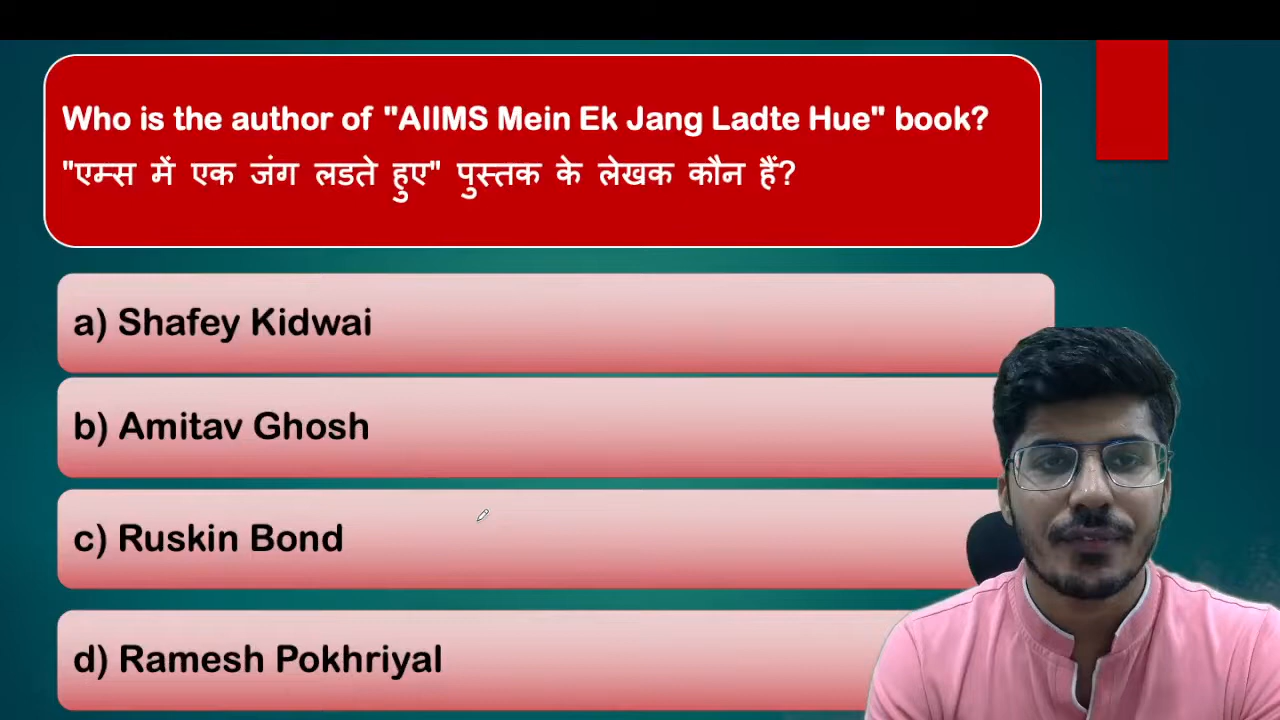 Who is the author of "AIIMS Mein Ek Jang Ladte Hue" book?
"एम्स में एक जंग लडते हुए" पुस्तक के लेखक कौन हैं?
a) Shafey Kidwai
b) Amitav Ghosh
c) Ruskin Bond
d) Ramesh Pokhriyal